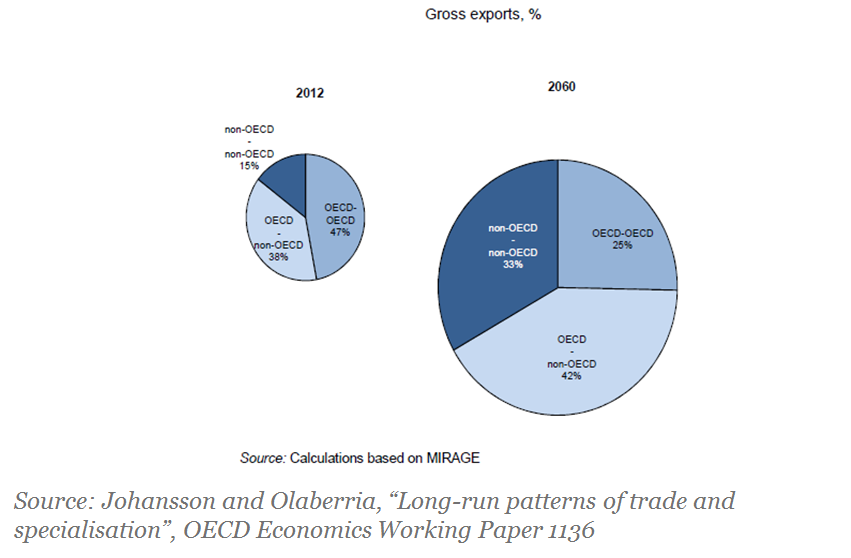 Gross exports, %
2012
non-OECD
-
non-OECD
15%
OECD-
OECD
47%
OECD
-
non-OECD
38%
2060
non-OECD
-
non-OECD
33%
OECD-OECD
25%
OECD
-
non-OECD
42%
Source: Calculations based on MIRAGE
Source: Johansson and Olaberria, “Long-run patterns of trade and
specialisation”, OECD Economics Working Paper 1136